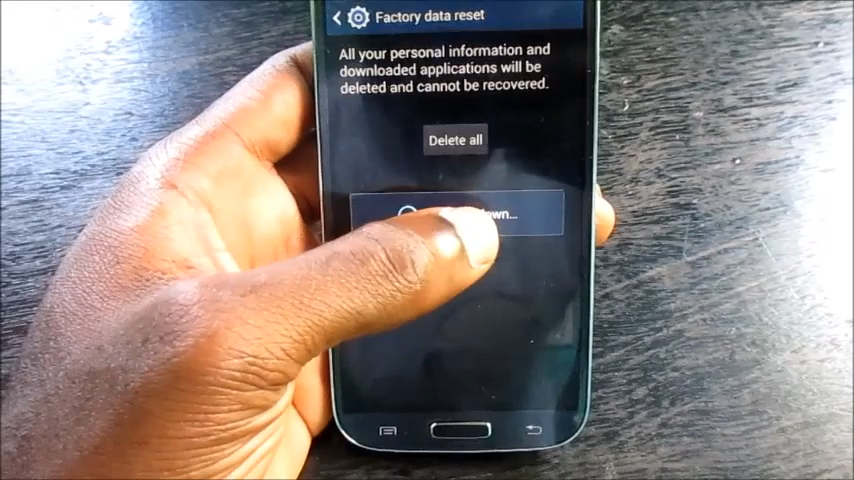 Factory data reset
All your personal information and
downloaded applications will be
deleted and cannot be recovered.
Delete all